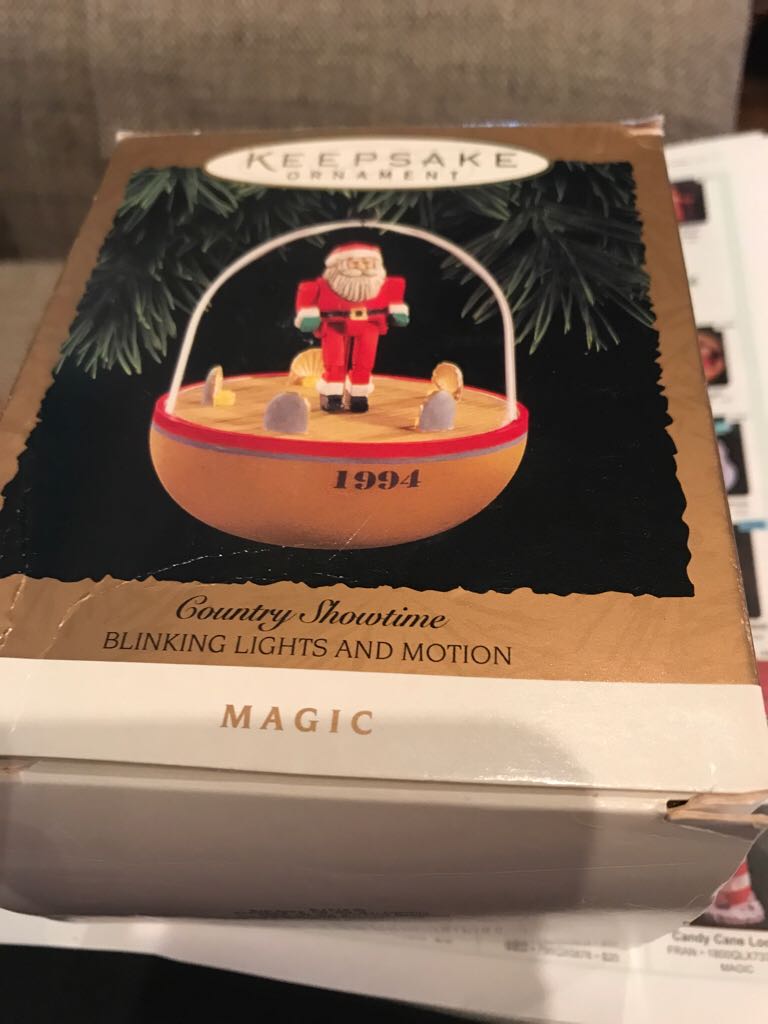 KEEPSAKE
ORNAMENT
1994
Country Showtime
BLINKING LIGHTS AND MOTION
MAGIC
Candy Cane
MAGIC